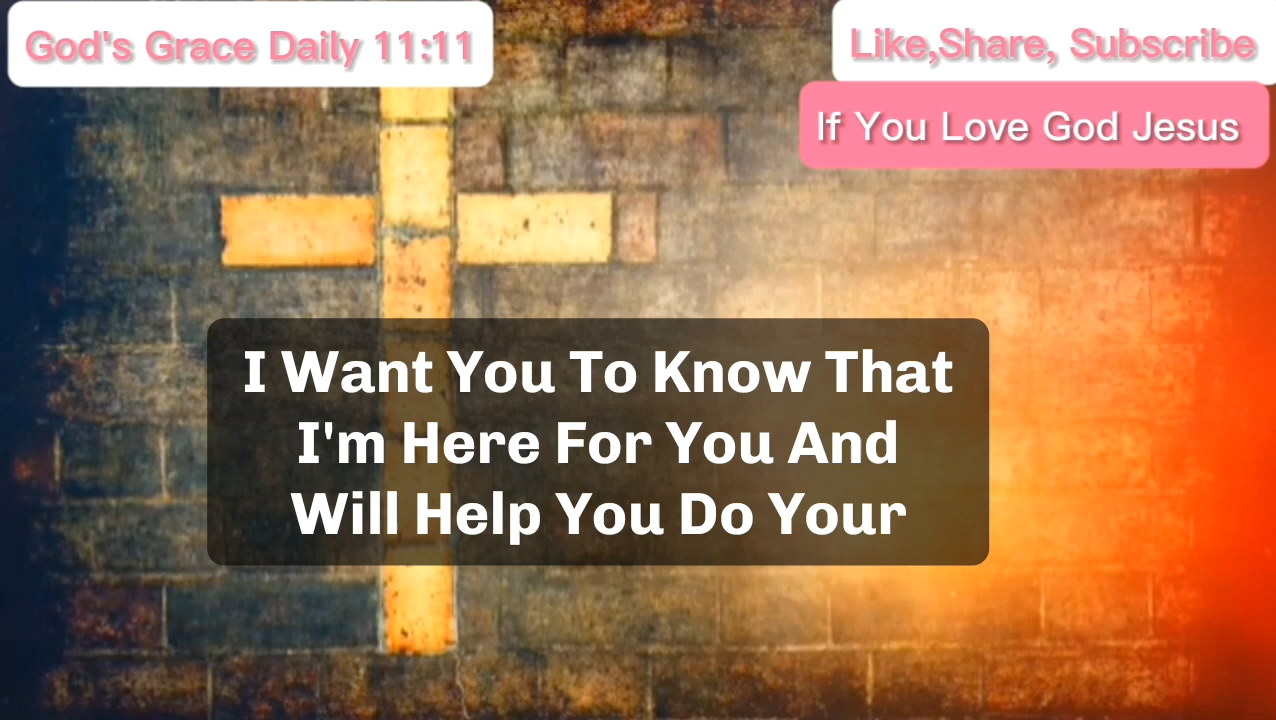 God's Grace Daily 11:11
Like,Share, Subscribe
If You Love God Jesus
I Want You To Know That
I'm Here For You And
Will Help You Do Your